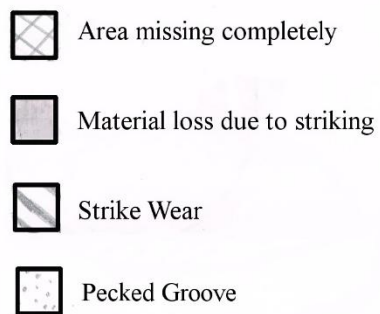 Area missing completely
Material loss due to striking
Strike Wear
Pecked Groove